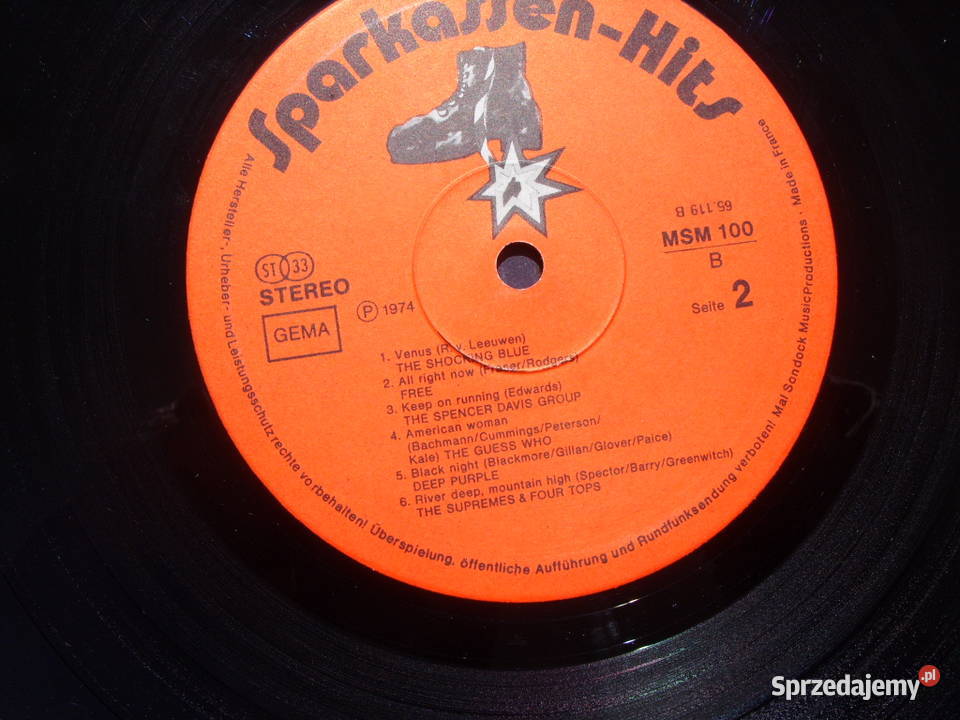 Sparkassen-Hits
65.119 B
MSM 100
B
Seite 2
ST 33
STEREO
GEMA
Ⓟ 1974
1. Venus (R. v. Leeuwen)
THE SHOCKING BLUE
2. All right now (Fraser/Rodgers)
FREE
3. Keep on running (Edwards)
THE SPENCER DAVIS GROUP
4. American woman
(Bachmann/Cummings/Peterson/
Kale) THE GUESS WHO
5. Black night (Blackmore/Gillan/Glover/Paice)
DEEP PURPLE
6. River deep, mountain high (Spector/Barry/Greenwitch)
THE SUPREMES & FOUR TOPS
Alle Hersteller-, Urheber- und Leistungsschutzrechte vorbehalten! Überspielung, öffentliche Aufführung und Rundfunksendung verboten! Mal Sondock Music Productions · Made in France
Sprzedajemy.pl